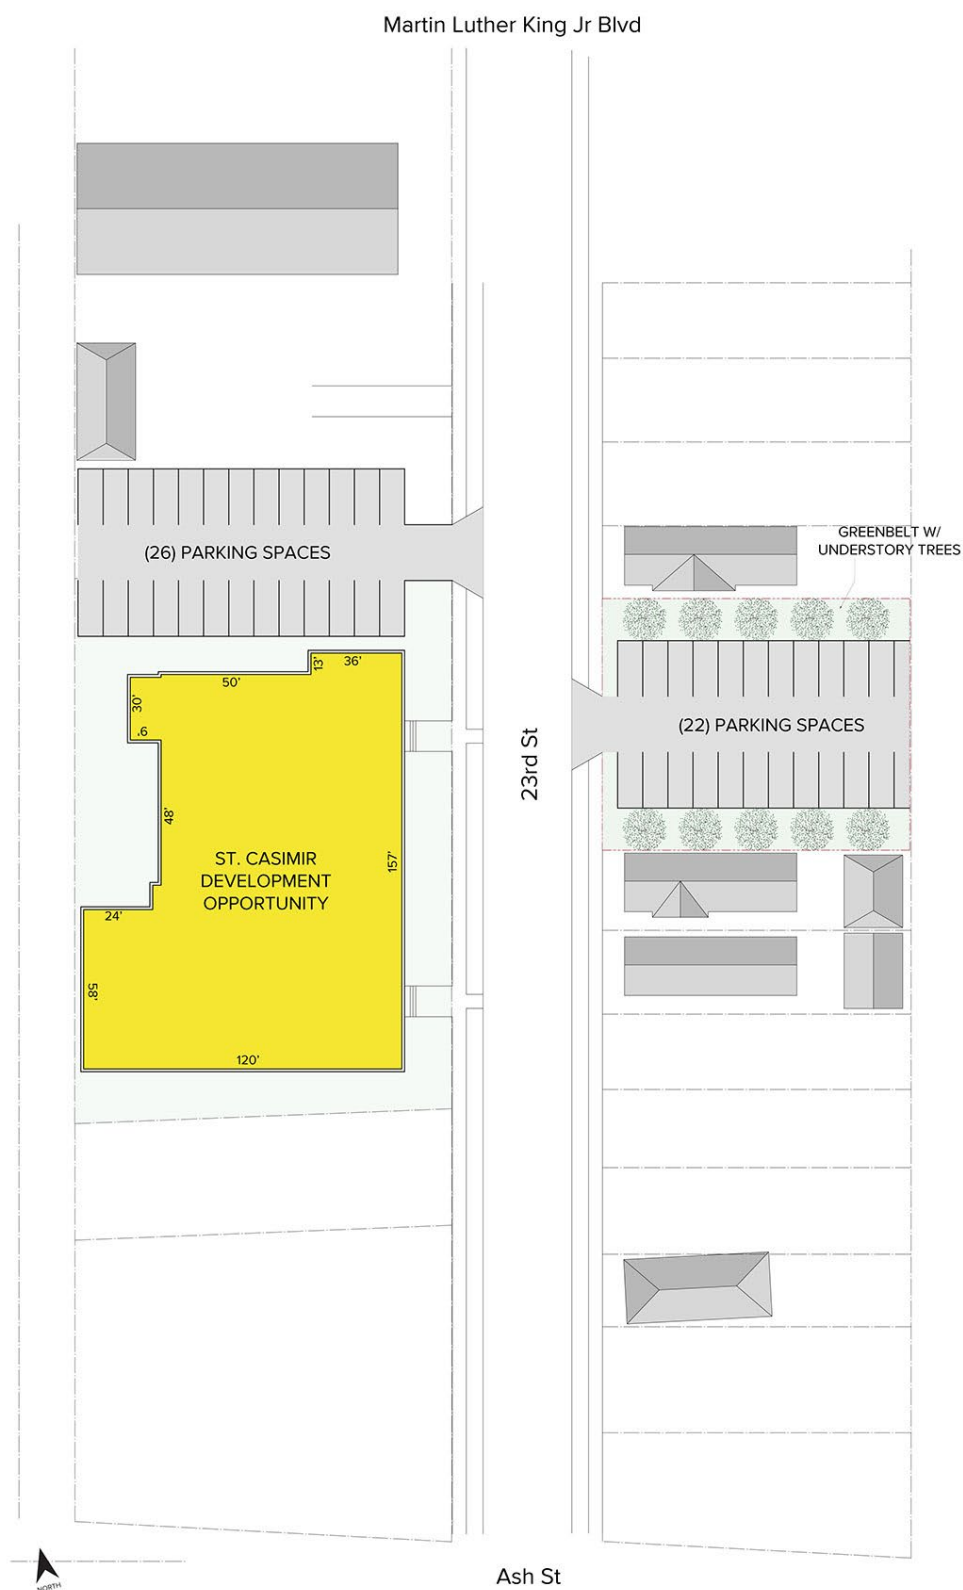 Martin Luther King Jr Blvd
(26) PARKING SPACES
GREENBELT W/
UNDERSTORY TREES
36'
13'
50'
30'
9'
48'
(22) PARKING SPACES
23rd St
ST. CASIMIR
DEVELOPMENT
OPPORTUNITY
157'
24'
58'
120'
NORTH
Ash St